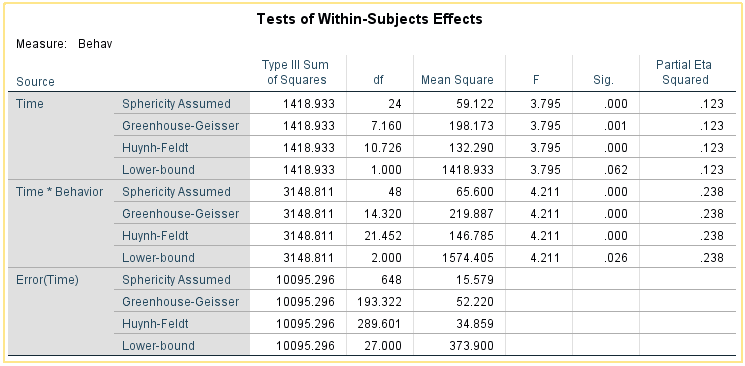 Tests of Within-Subjects Effects
Measure: Behav
Source Type III Sum of Squares df Mean Square F Sig. Partial Eta Squared
Time Sphericity Assumed 1418.933 24 59.122 3.795 .000 .123
Greenhouse-Geisser 1418.933 7.160 198.173 3.795 .001 .123
Huynh-Feldt 1418.933 10.726 132.290 3.795 .000 .123
Lower-bound 1418.933 1.000 1418.933 3.795 .062 .123
Time * Behavior Sphericity Assumed 3148.811 48 65.600 4.211 .000 .238
Greenhouse-Geisser 3148.811 14.320 219.887 4.211 .000 .238
Huynh-Feldt 3148.811 21.452 146.785 4.211 .000 .238
Lower-bound 3148.811 2.000 1574.405 4.211 .026 .238
Error(Time) Sphericity Assumed 10095.296 648 15.579
Greenhouse-Geisser 10095.296 193.322 52.220
Huynh-Feldt 10095.296 289.601 34.859
Lower-bound 10095.296 27.000 373.900